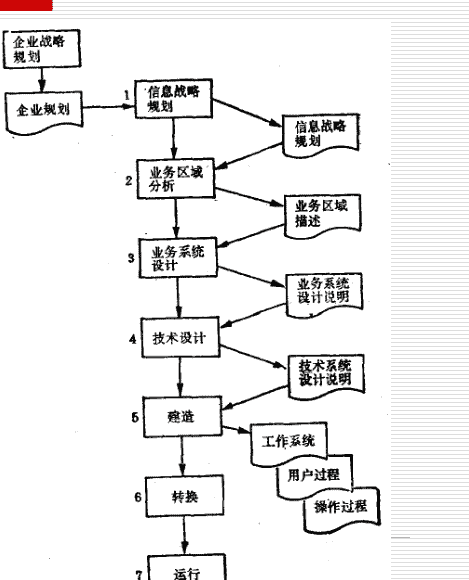 企业战略
规划
企业规划
1
信息战略
规划
信息战略
规划
2
业务区域
分析
业务区域
描述
3
业务系统
设计
业务系统
设计说明
4
技术设计
技术系统
设计说明
5
建造
工作系统
用户过程
操作过程
6
转换
7
运行